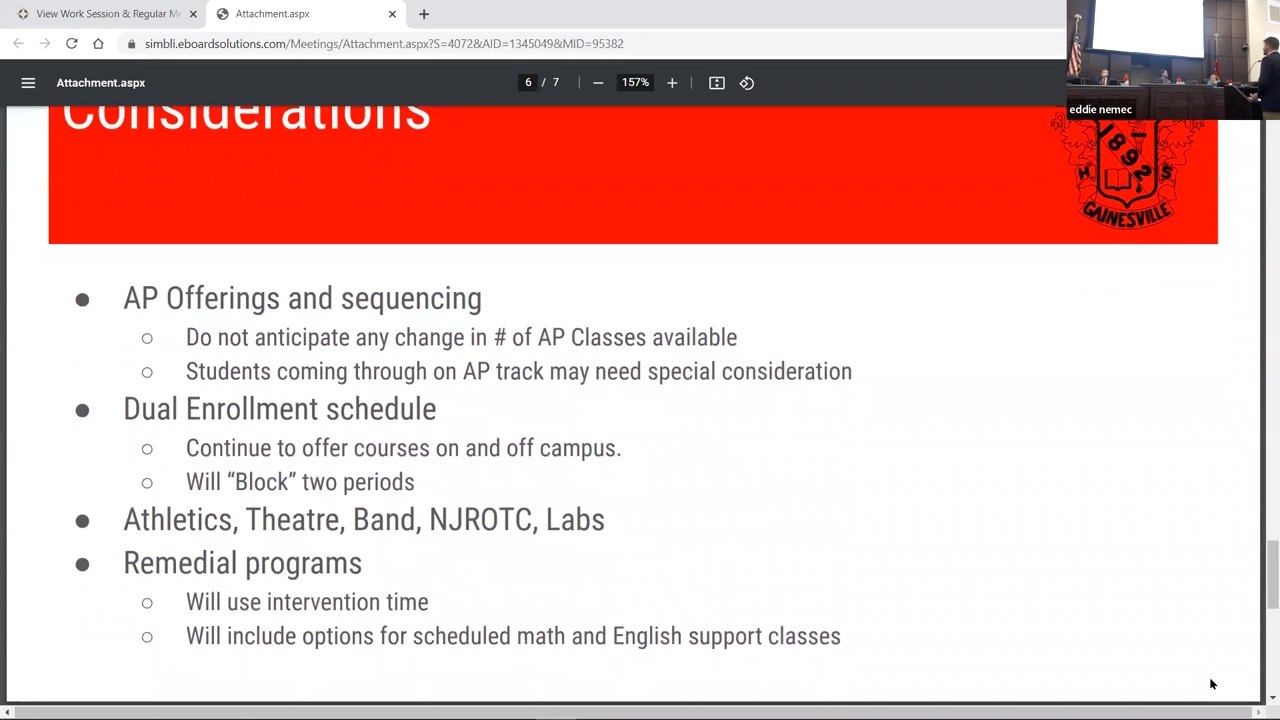 View Work Session & Regular M
Attachment.aspx
simbli.eboardsolutions.com/Meetings/Attachment.aspx?S=4072&AID=1345049&MID=95382
Attachment.aspx
6 / 7
157%
eddie nemec
Considerations
1892
H S
GAINESVILLE
● AP Offerings and sequencing
○ Do not anticipate any change in # of AP Classes available
○ Students coming through on AP track may need special consideration
● Dual Enrollment schedule
○ Continue to offer courses on and off campus.
○ Will “Block” two periods
● Athletics, Theatre, Band, NJROTC, Labs
● Remedial programs
○ Will use intervention time
○ Will include options for scheduled math and English support classes